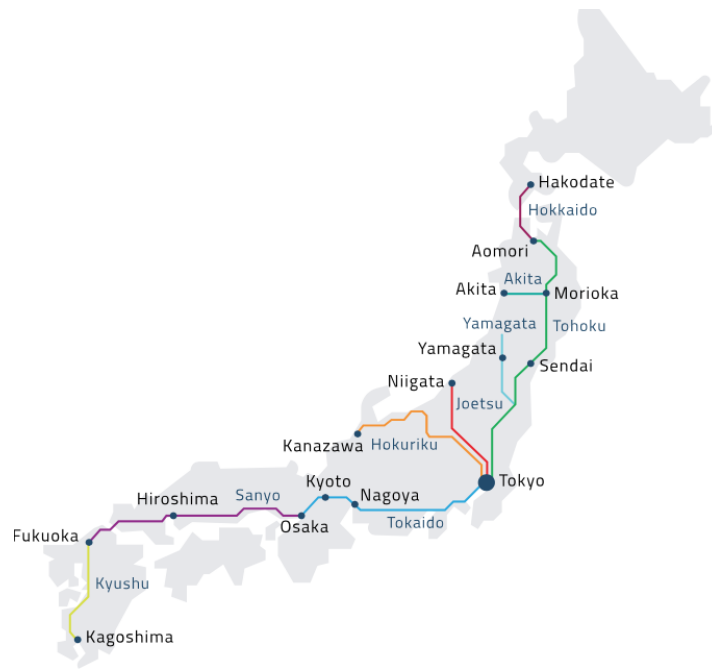 Hakodate
Hokkaido
Aomori
Akita
Akita
Morioka
Yamagata
Tohoku
Yamagata
Sendai
Niigata
Joetsu
Kanazawa
Hokuriku
Tokyo
Kyoto
Nagoya
Hiroshima
Sanyo
Osaka
Tokaido
Fukuoka
Kyushu
Kagoshima